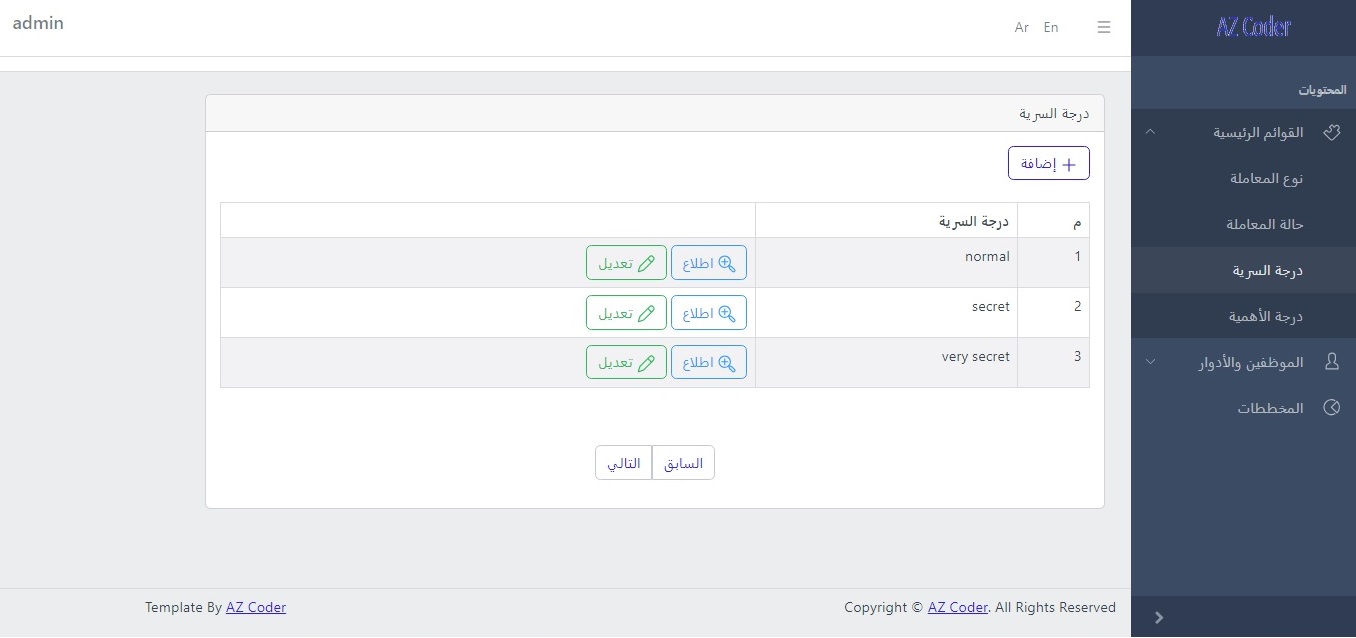 admin
Ar En
AZ Coder
المحتويات
القوائم الرئيسية
نوع المعاملة
حالة المعاملة
درجة السرية
درجة الأهمية
الموظفين والأدوار
المخططات
درجة السرية
إضافة
م درجة السرية
1 normal اطلاع تعديل
2 secret اطلاع تعديل
3 very secret اطلاع تعديل
السابق التالي
Template By AZ Coder
Copyright © AZ Coder. All Rights Reserved